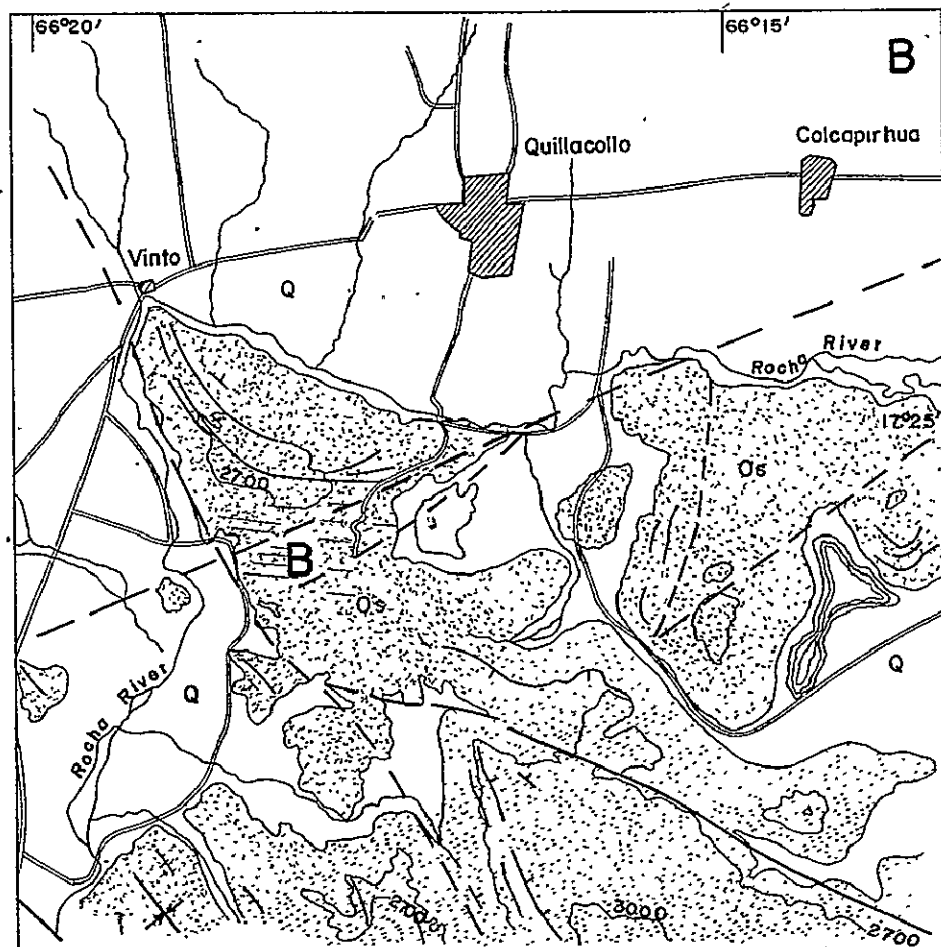 66°20'
66°15'
B
Quillacollo
Colcapirhua
Vinto
Q
Rocha River
17°25'
Os
2700
B
Os
Q
Q
Rocha River
3000
2700